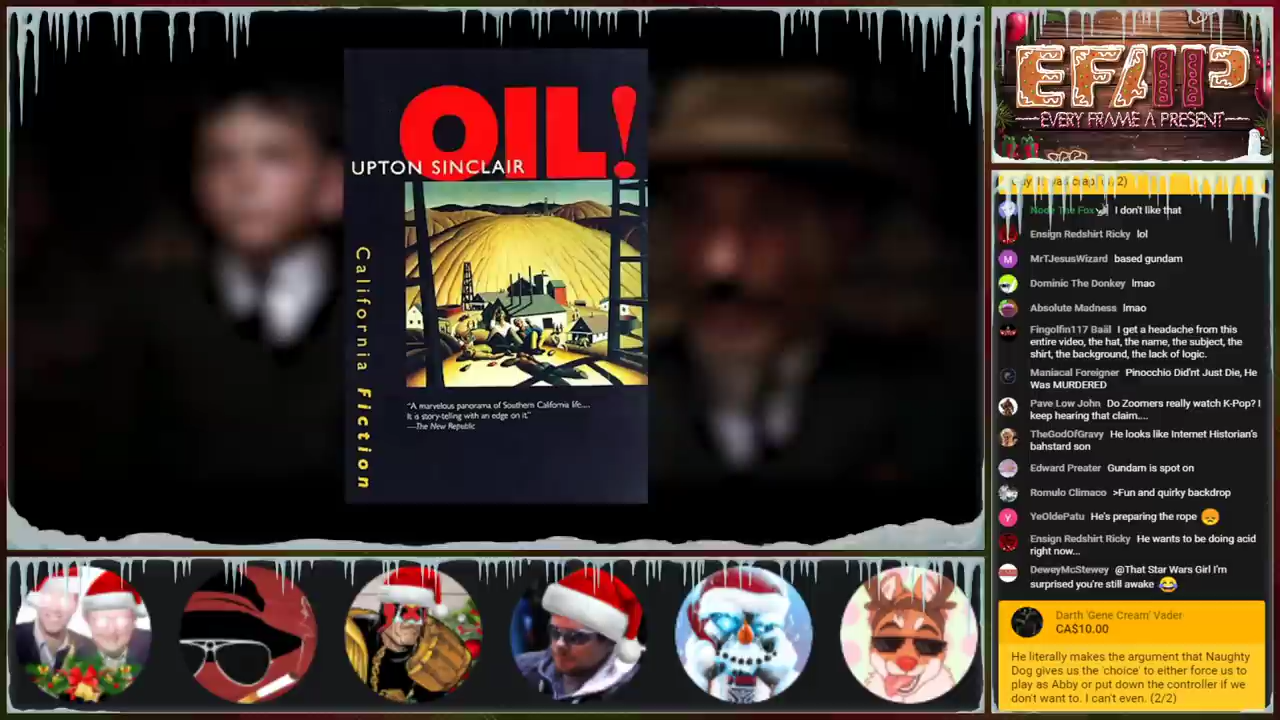 OIL!
UPTON SINCLAIR
California Fiction
"A marvelous panorama of Southern California life....
It is story-telling with an edge on it."
—The New Republic
EFAP
EVERY FRAME A PRESENT
Node The Fox I don't like that
Ensign Redshirt Ricky lol
M
MrTJesusWizard based gundam
Dominic The Donkey lmao
Absolute Madness lmao
Fingolfin117 Baiil I get a headache from this
entire video, the hat, the name, the subject, the
shirt, the background, the lack of logic.
Maniacal Foreigner Pinocchio Did'nt Just Die, He
Was MURDERED
Pave Low John Do Zoomers really watch K-Pop? I
keep hearing that claim....
TheGodOfGravy He looks like Internet Historian's
bahstard son
Edward Preater Gundam is spot on
Romulo Climaco >Fun and quirky backdrop
Y
YeOldePatu He's preparing the rope 😞
Ensign Redshirt Ricky He wants to be doing acid
right now...
DeweyMcStewey @That Star Wars Girl I'm
surprised you're still awake 😂
Darth 'Gene Cream' Vader
CA$10.00
He literally makes the argument that Naughty
Dog gives us the 'choice' to either force us to
play as Abby or put down the controller if we
don't want to. I can't even. (2/2)